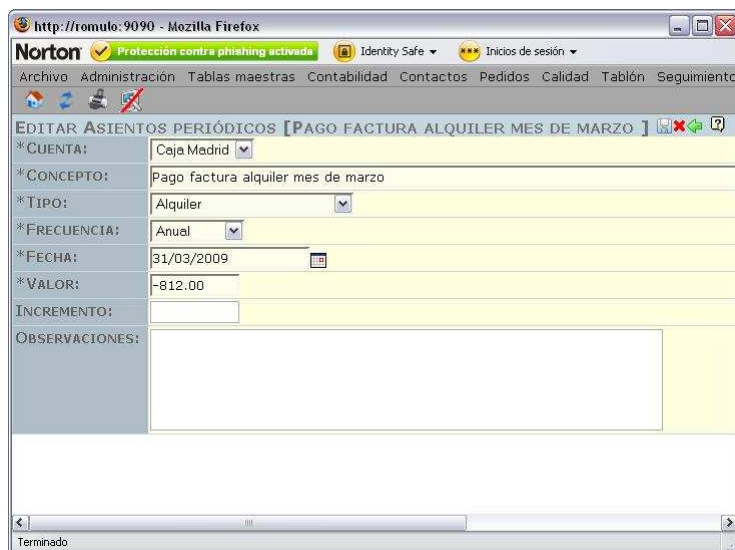 http://romulo:9090 - Mozilla Firefox
Norton Protección contra phishing activada Identity Safe Inicios de sesión
Archivo Administración Tablas maestras Contabilidad Contactos Pedidos Calidad Tablón Seguimiento
EDITAR ASIENTOS PERIÓDICOS [PAGO FACTURA ALQUILER MES DE MARZO ]
*CUENTA: Caja Madrid
*CONCEPTO: Pago factura alquiler mes de marzo
*TIPO: Alquiler
*FRECUENCIA: Anual
*FECHA: 31/03/2009
*VALOR: -812.00
INCREMENTO:
OBSERVACIONES:
Terminado